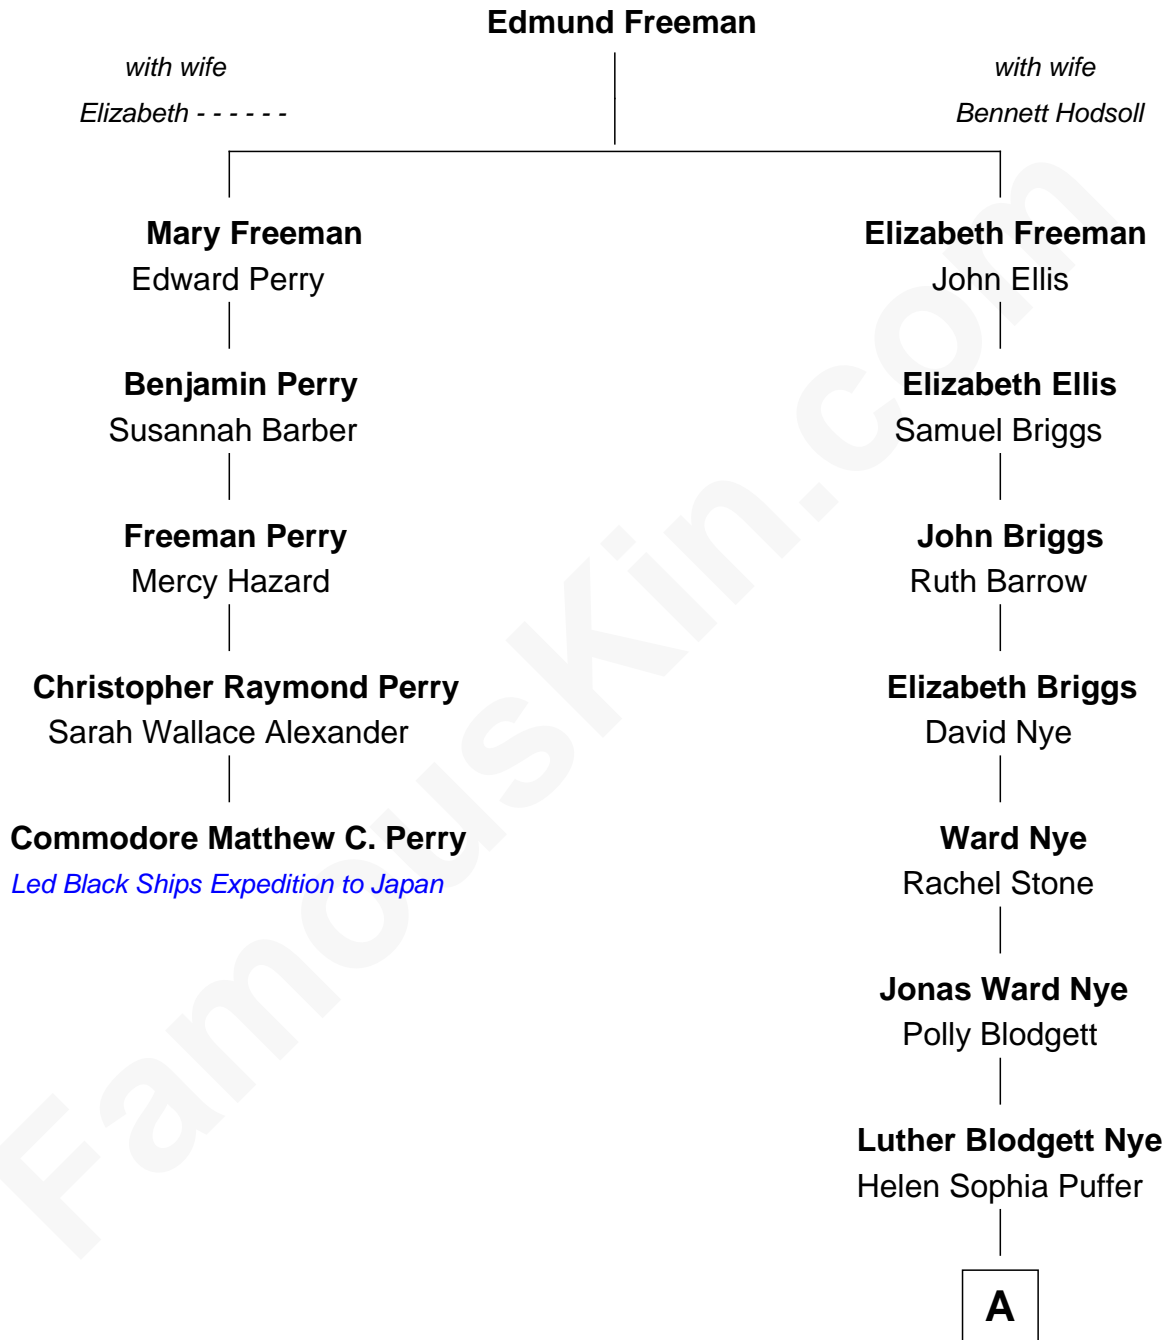 Edmund Freeman
with wife
Elizabeth - - - - - -
with wife
Bennett Hodsoll
Mary Freeman
Edward Perry
Elizabeth Freeman
John Ellis
Benjamin Perry
Susannah Barber
Elizabeth Ellis
Samuel Briggs
Freeman Perry
Mercy Hazard
John Briggs
Ruth Barrow
Christopher Raymond Perry
Sarah Wallace Alexander
Elizabeth Briggs
David Nye
Commodore Matthew C. Perry
Led Black Ships Expedition to Japan
Ward Nye
Rachel Stone
Jonas Ward Nye
Polly Blodgett
Luther Blodgett Nye
Helen Sophia Puffer
A
FamousKin.com